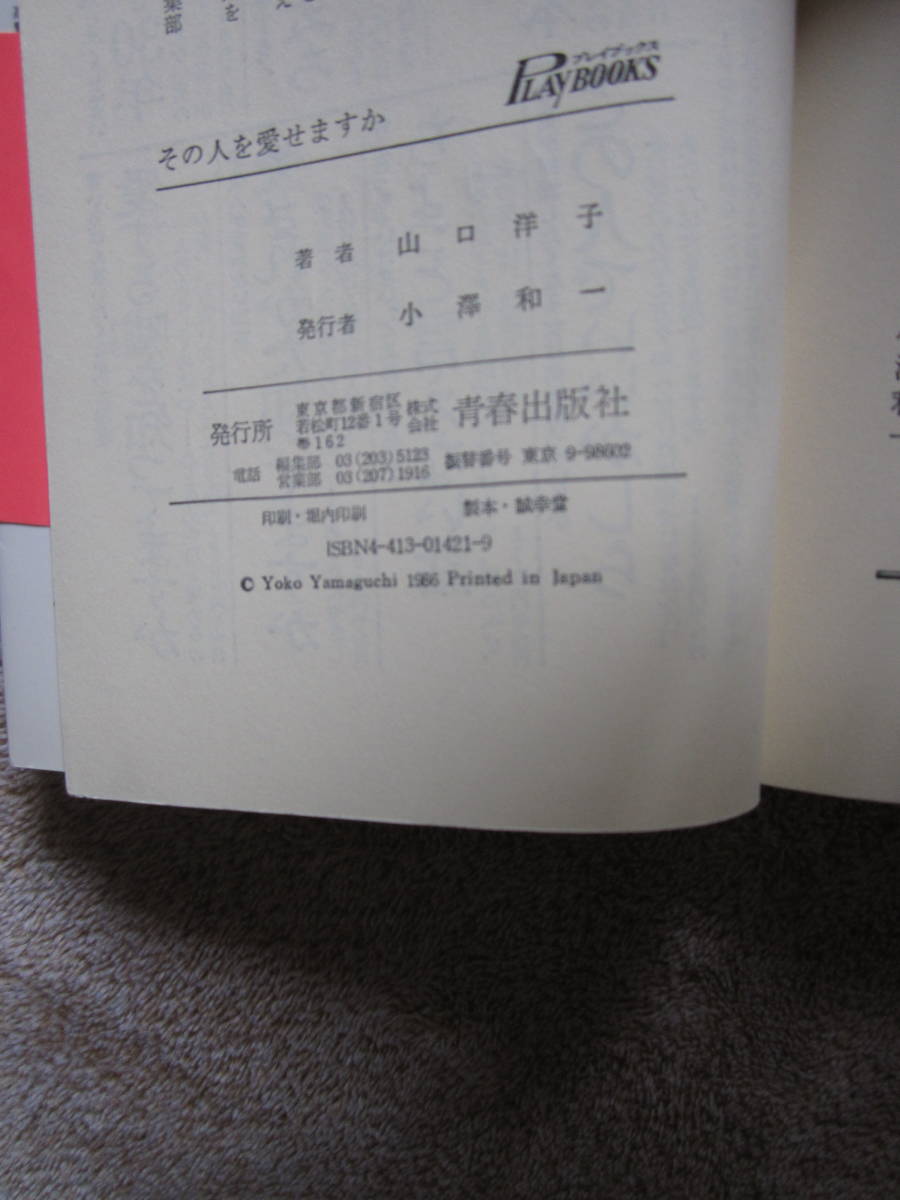 集部
を
え
プレイブックス
PLAYBOOKS
その人を愛せますか
著者 山口洋子
発行者 小澤和一
発行所
東京都新宿区
若松町12番1号
〒162
株式
会社
青春出版社
電話
編集部 03(203)5123
営業部 03(207)1916
振替番号 東京 9-98602
印刷・堀内印刷 製本・誠幸堂
ISBN4-413-01421-9
© Yoko Yamaguchi 1986 Printed in Japan